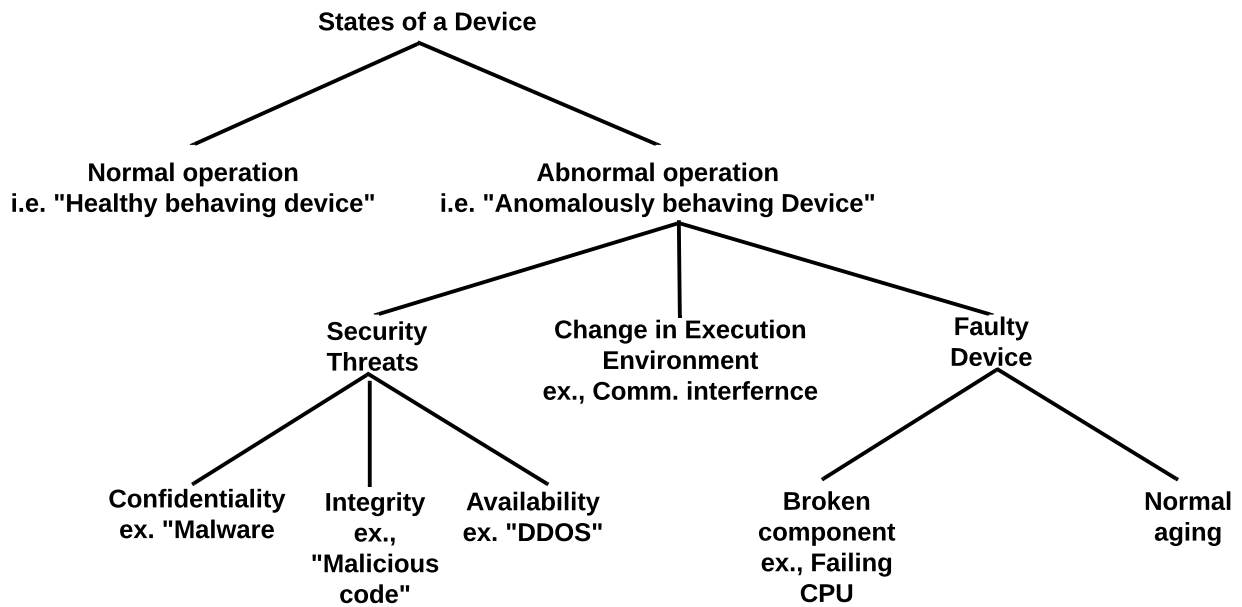 States of a Device
Normal operation
i.e. "Healthy behaving device"
Abnormal operation
i.e. "Anomalously behaving Device"
Security
Threats
Change in Execution
Environment
ex., Comm. interfernce
Faulty
Device
Confidentiality
ex. "Malware
Integrity
ex.,
"Malicious
code"
Availability
ex. "DDOS"
Broken
component
ex., Failing
CPU
Normal
aging